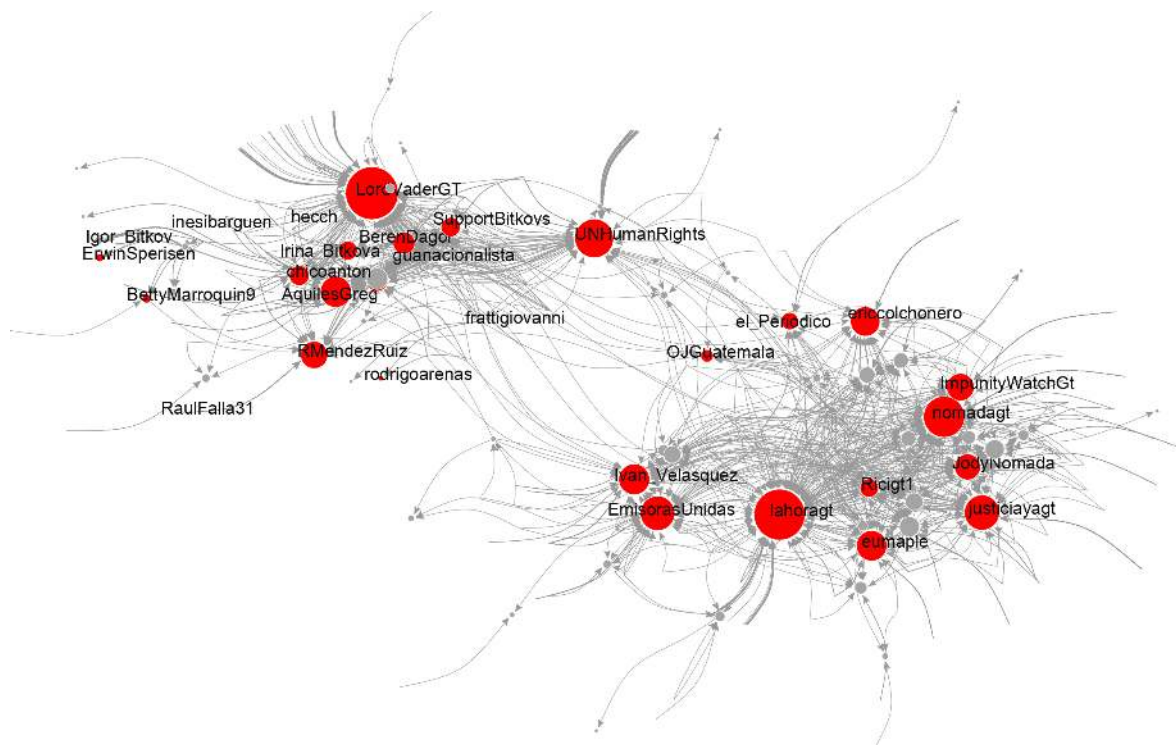 LordVaderGT
inesibarguen
hecch
SupportBitkovs
Igor_Bitkov
Irina_Bitkova
BerenDagor
UNHumanRights
ErwinSperisen
guanacionalista
chicoanton
BettyMarroquin9
AquilesGreg
frattigiovanni
el_Periodico
ericcolchonero
RMendezRuiz
OJGuatemala
rodrigoarenas
ImpunityWatchGt
RaulFalla31
nomadagt
Ivan_Velasquez
JodyNomada
Ricigt1
EmisorasUnidas
lahoragt
justiciayagt
eumaple